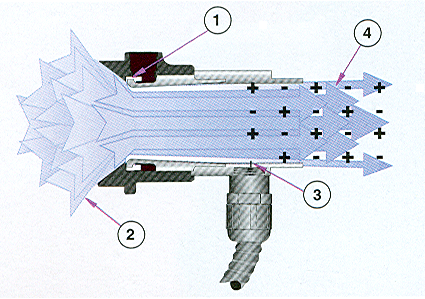 1
4
+ - + - +
- + - + -
+ - + - +
+ - + -
3
2